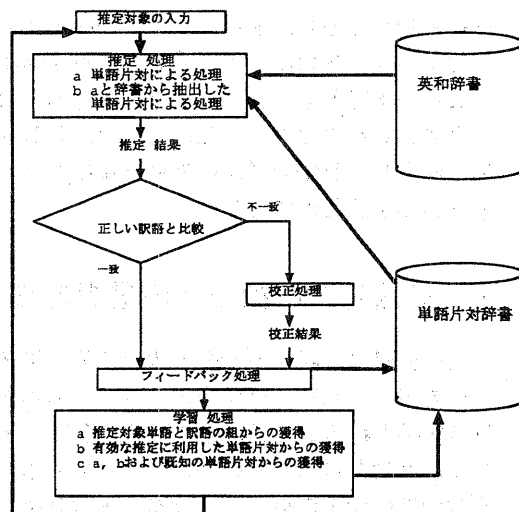 推定対象の入力
推定 処理
a 単語片対による処理
b aと辞書から抽出した
単語片対による処理
英和辞書
推定 結果
不一致
正しい訳語と比較
一致
校正処理
単語片対辞書
校正結果
フィードバック処理
学習 処理
a 推定対象単語と訳語の組からの獲得
b 有効な推定に利用した単語片対からの獲得
c a, bおよび既知の単語片対からの獲得